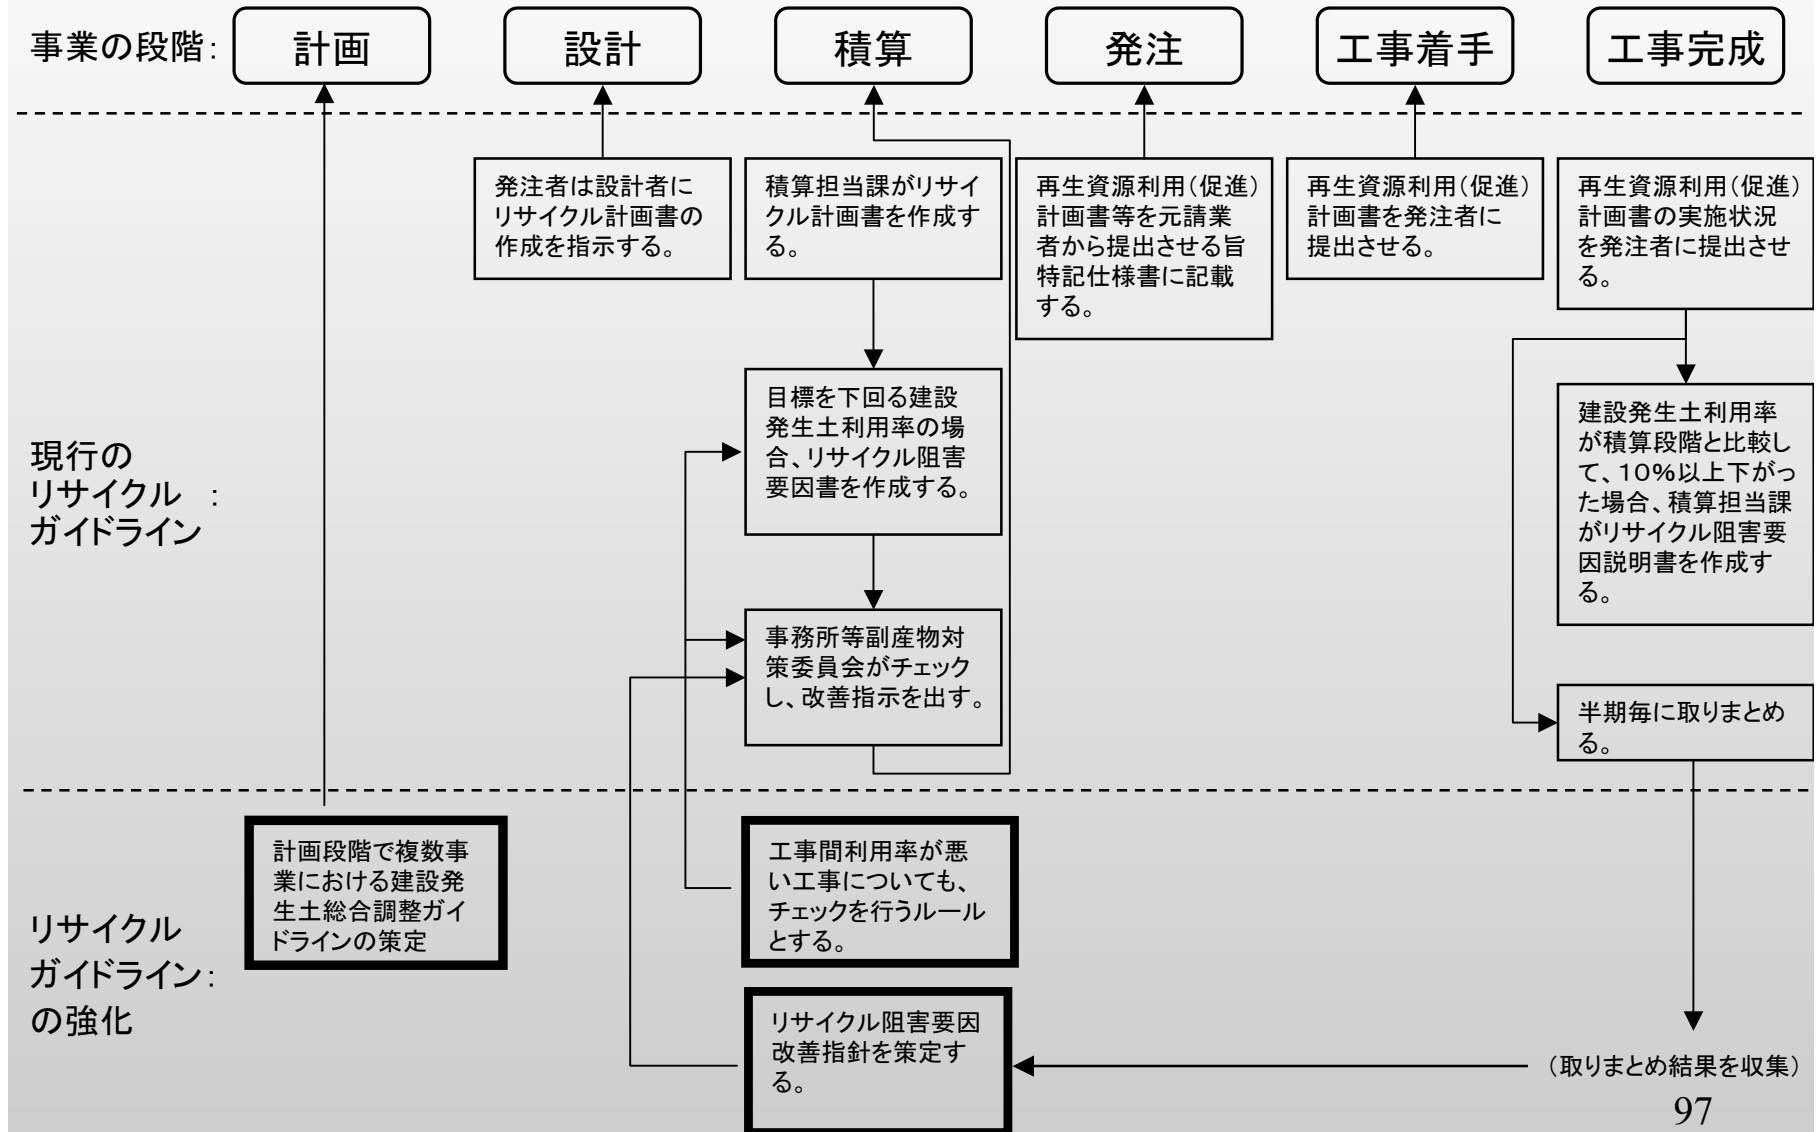 事業の段階:
計画
設計
積算
発注
工事着手
工事完成
現行の
リサイクル :
ガイドライン
発注者は設計者に
リサイクル計画書の
作成を指示する。
積算担当課がリサイ
クル計画書を作成す
る。
再生資源利用(促進)
計画書等を元請業
者から提出させる旨
特記仕様書に記載
する。
再生資源利用(促進)
計画書を発注者に
提出させる。
再生資源利用(促進)
計画書の実施状況
を発注者に提出させ
る。
目標を下回る建設
発生土利用率の場
合、リサイクル阻害
要因書を作成する。
建設発生土利用率
が積算段階と比較し
て、10%以上下がっ
た場合、積算担当課
がリサイクル阻害要
因説明書を作成す
る。
事務所等副産物対
策委員会がチェック
し、改善指示を出す。
半期毎に取りまとめ
る。
リサイクル
ガイドライン:
の強化
計画段階で複数事
業における建設発
生土総合調整ガイ
ドラインの策定
工事間利用率が悪
い工事についても、
チェックを行うルール
とする。
リサイクル阻害要因
改善指針を策定す
る。
(取りまとめ結果を収集)
97